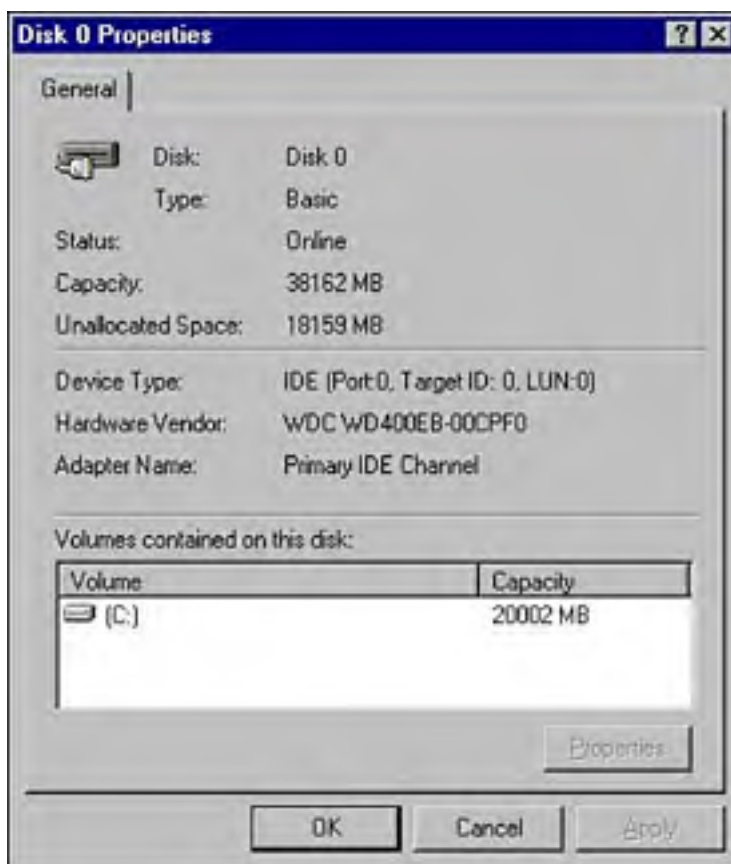 Disk 0 Properties
General
Disk: Disk 0
Type: Basic
Status: Online
Capacity: 38162 MB
Unallocated Space: 18159 MB
Device Type: IDE (Port:0, Target ID: 0, LUN:0)
Hardware Vendor: WDC WD400EB-00CPF0
Adapter Name: Primary IDE Channel
Volumes contained on this disk:
Volume Capacity
(C:) 20002 MB
Properties
OK Cancel Apply